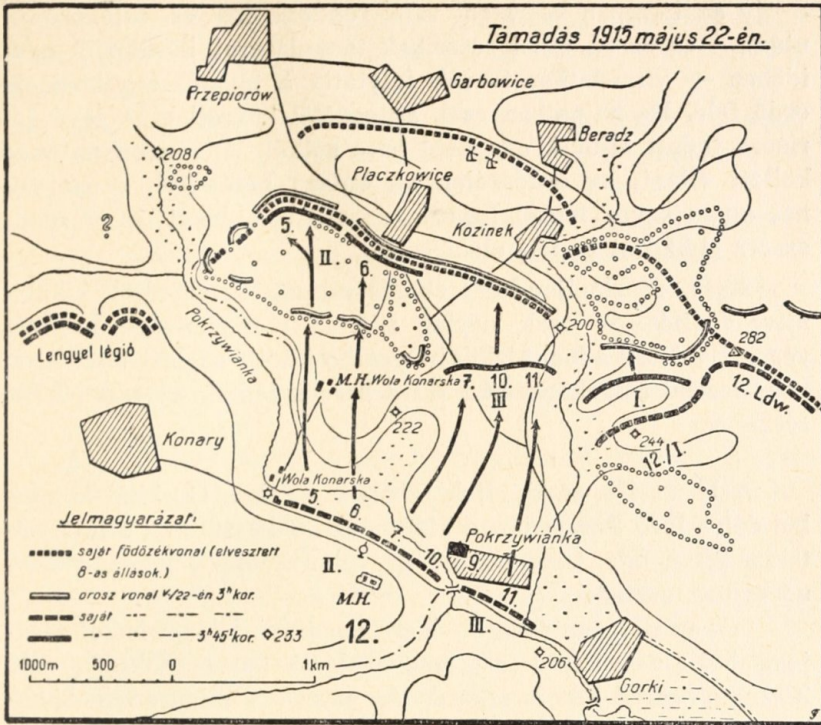 Támadás 1915 május 22-én.
Przepiorów
Garbowice
Beradz
208
Placzkowice
Kozinek
?
5.
II.
6.
Pokrzywianka
200
282
Lengyel légió
M.H. Wola Konarska
7.
10.
11.
III
I.
12. Ldw.
222
244
12./I.
Konary
Wola Konarska
5.
6.
7.
10.
Pokrzywianka
9.
11.
II.
M.H.
12.
III.
206
Gorki
Jelmagyarázat:
saját födözékvonal (elvesztett
8-as állások.)
orosz vonal V./22-én 3ʰ kor.
saját -·- -·- -·-
-·- -·- -·- 3ʰ45ᴵ kor.
233
1000m 500 0 1km